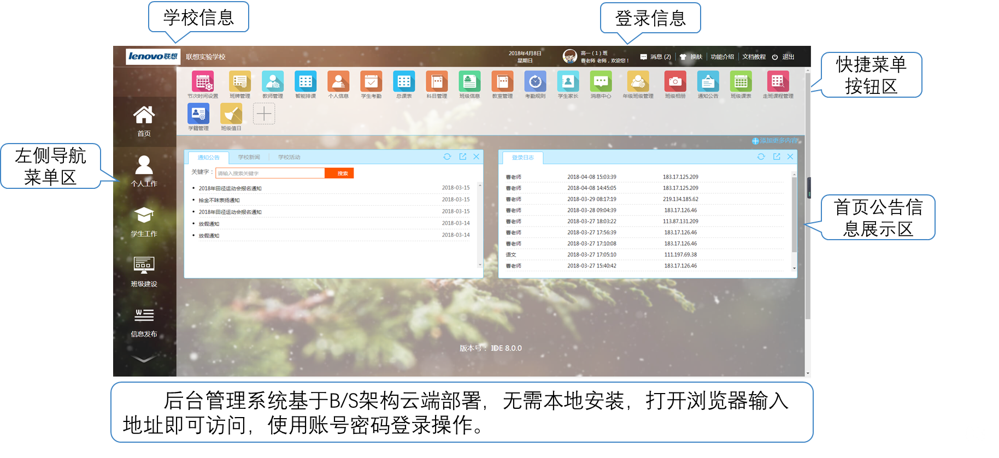 学校信息
登录信息
lenovo联想 联想实验学校
2018年4月8日
星期日
高一 ( 1 ) 班
曹老师 老师，欢迎您！
消息 (2) 换肤 功能介绍 文档教程 退出
快捷菜单
按钮区
节次时间设置 班牌管理 教师管理 智能排课 个人信息 学生考勤 总课表 科目管理 班级信息 教室管理 考勤规则 学生家长 消息中心 年级班级管理 班级相册 通知公告 班级课表 走班课程管理
学籍管理 班级值日
首页
个人工作
学生工作
班级建设
W
信息发布
左侧导航
菜单区
添加更多内容
通知公告 学校新闻 学校活动
关键字： 请输入搜索关键字 搜索
2018年田径运动会报名通知 2018-03-15
拾金不昧表扬通知 2018-03-15
2018年田径运动会报名通知 2018-03-15
放假通知 2018-03-14
放假通知 2018-03-14
登录日志
曹老师 2018-04-08 15:03:39 183.17.125.209
曹老师 2018-04-08 14:45:05 183.17.125.209
曹老师 2018-03-29 08:17:19 219.134.185.62
曹老师 2018-03-28 09:04:39 183.17.126.46
曹老师 2018-03-27 18:03:22 113.87.131.209
曹老师 2018-03-27 17:56:39 183.17.126.46
曹老师 2018-03-27 17:10:08 183.17.126.46
语文 2018-03-27 17:05:10 111.197.69.38
曹老师 2018-03-27 15:40:42 183.17.126.46
首页公告信
息展示区
版本号： IDE 8.0.0
后台管理系统基于B/S架构云端部署，无需本地安装，打开浏览器输入
地址即可访问，使用账号密码登录操作。